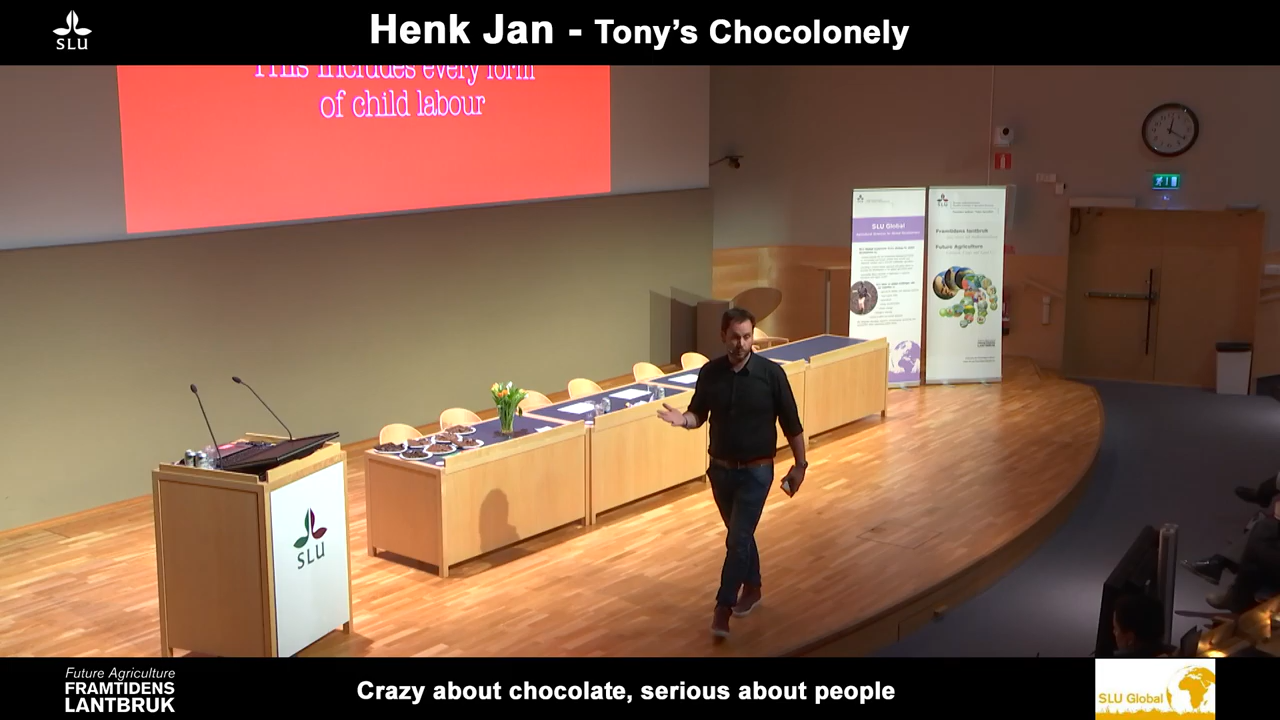 Henk Jan - Tony's Chocolonely
SLU
This includes every form
of child labour
SLU Global
SLU
Framtidens lantbruk
Future Agriculture
SLU
Future Agriculture
FRAMTIDENS
LANTBRUK
Crazy about chocolate, serious about people
SLU Global